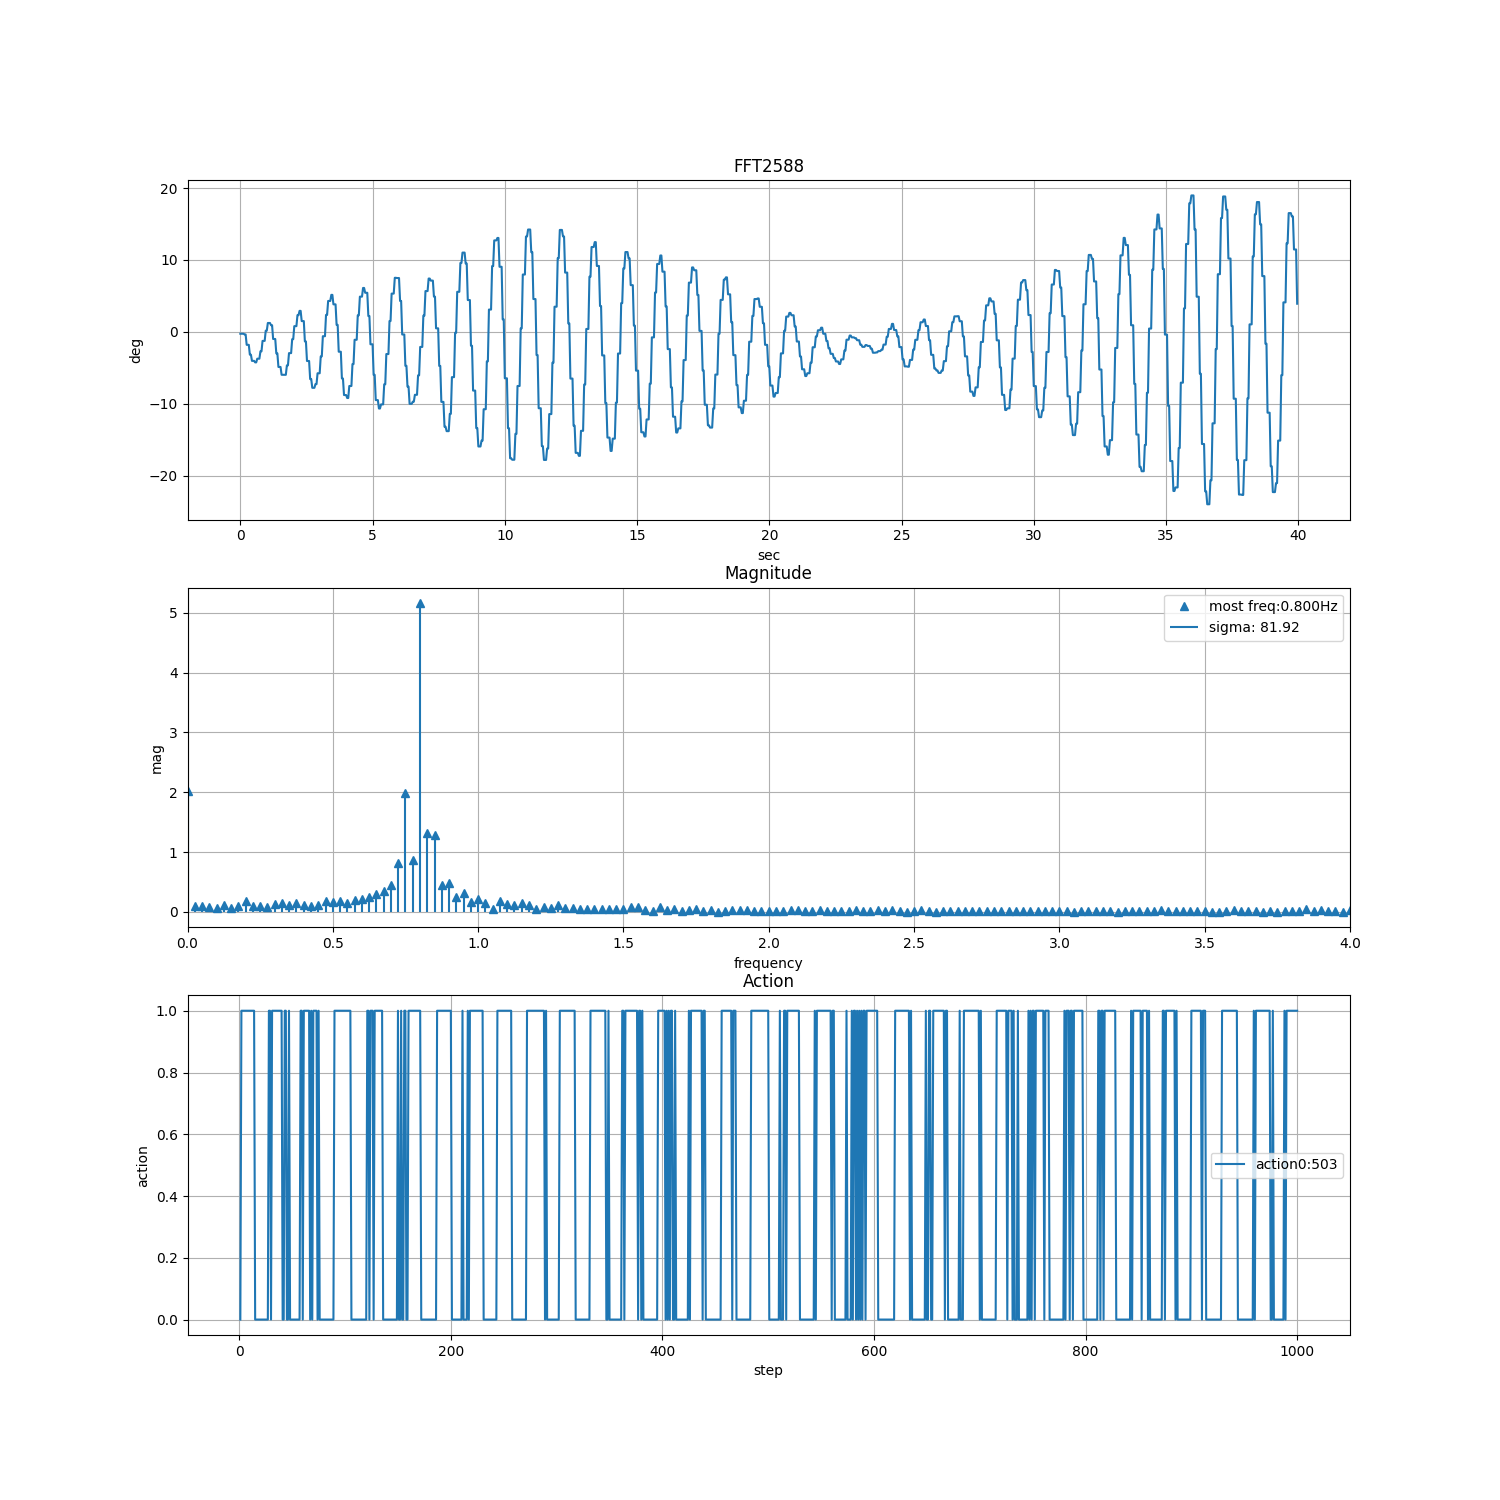 FFT2588
20
10
0
−10
−20
deg
0 5 10 15 20 25 30 35 40
sec
Magnitude
most freq:0.800Hz
sigma: 81.92
5
4
3
2
1
0
mag
0.0 0.5 1.0 1.5 2.0 2.5 3.0 3.5 4.0
frequency
Action
1.0
0.8
0.6
0.4
0.2
0.0
action
action0:503
0 200 400 600 800 1000
step